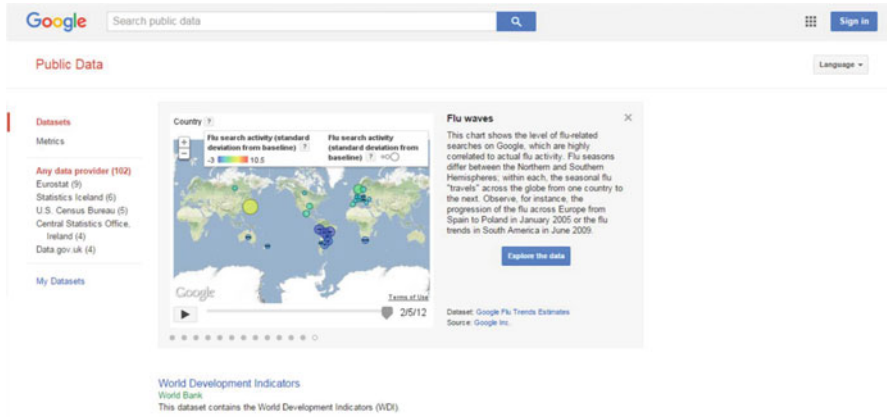 Google Search public data Sign in
Public Data Language
Datasets
Metrics
Any data provider (102)
Eurostat (9)
Statistics Iceland (6)
U.S. Census Bureau (5)
Central Statistics Office,
Ireland (4)
Data.gov.uk (4)
My Datasets
Country ?
Flu search activity (standard
deviation from baseline) ?
-3 10.5
Flu search activity
(standard deviation from
baseline) ?
+
-
Google
Terms of Use
2/5/12
Flu waves ×
This chart shows the level of flu-related
searches on Google, which are highly
correlated to actual flu activity. Flu seasons
differ between the Northern and Southern
Hemispheres; within each, the seasonal flu
"travels" across the globe from one country to
the next. Observe, for instance, the
progression of the flu across Europe from
Spain to Poland in January 2005 or the flu
trends in South America in June 2009.
Explore the data
Dataset: Google Flu Trends Estimates
Source: Google Inc.
World Development Indicators
World Bank
This dataset contains the World Development Indicators (WDI)